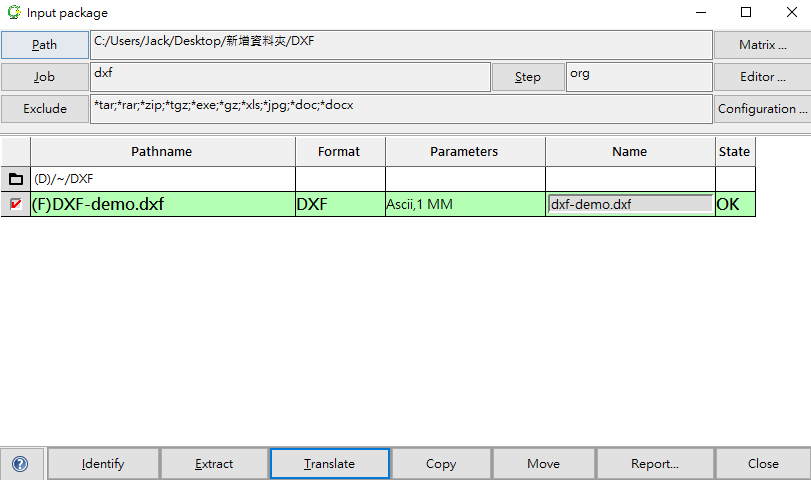 Input package
Path C:/Users/Jack/Desktop/新增資料夾/DXF Matrix ...
Job dxf Step org Editor ...
Exclude *tar;*rar;*zip;*tgz;*exe;*gz;*xls;*jpg;*doc;*docx Configuration ...
Pathname Format Parameters Name State
(D)/~/DXF
(F)DXF-demo.dxf DXF Ascii,1 MM dxf-demo.dxf OK
? Identify Extract Translate Copy Move Report... Close